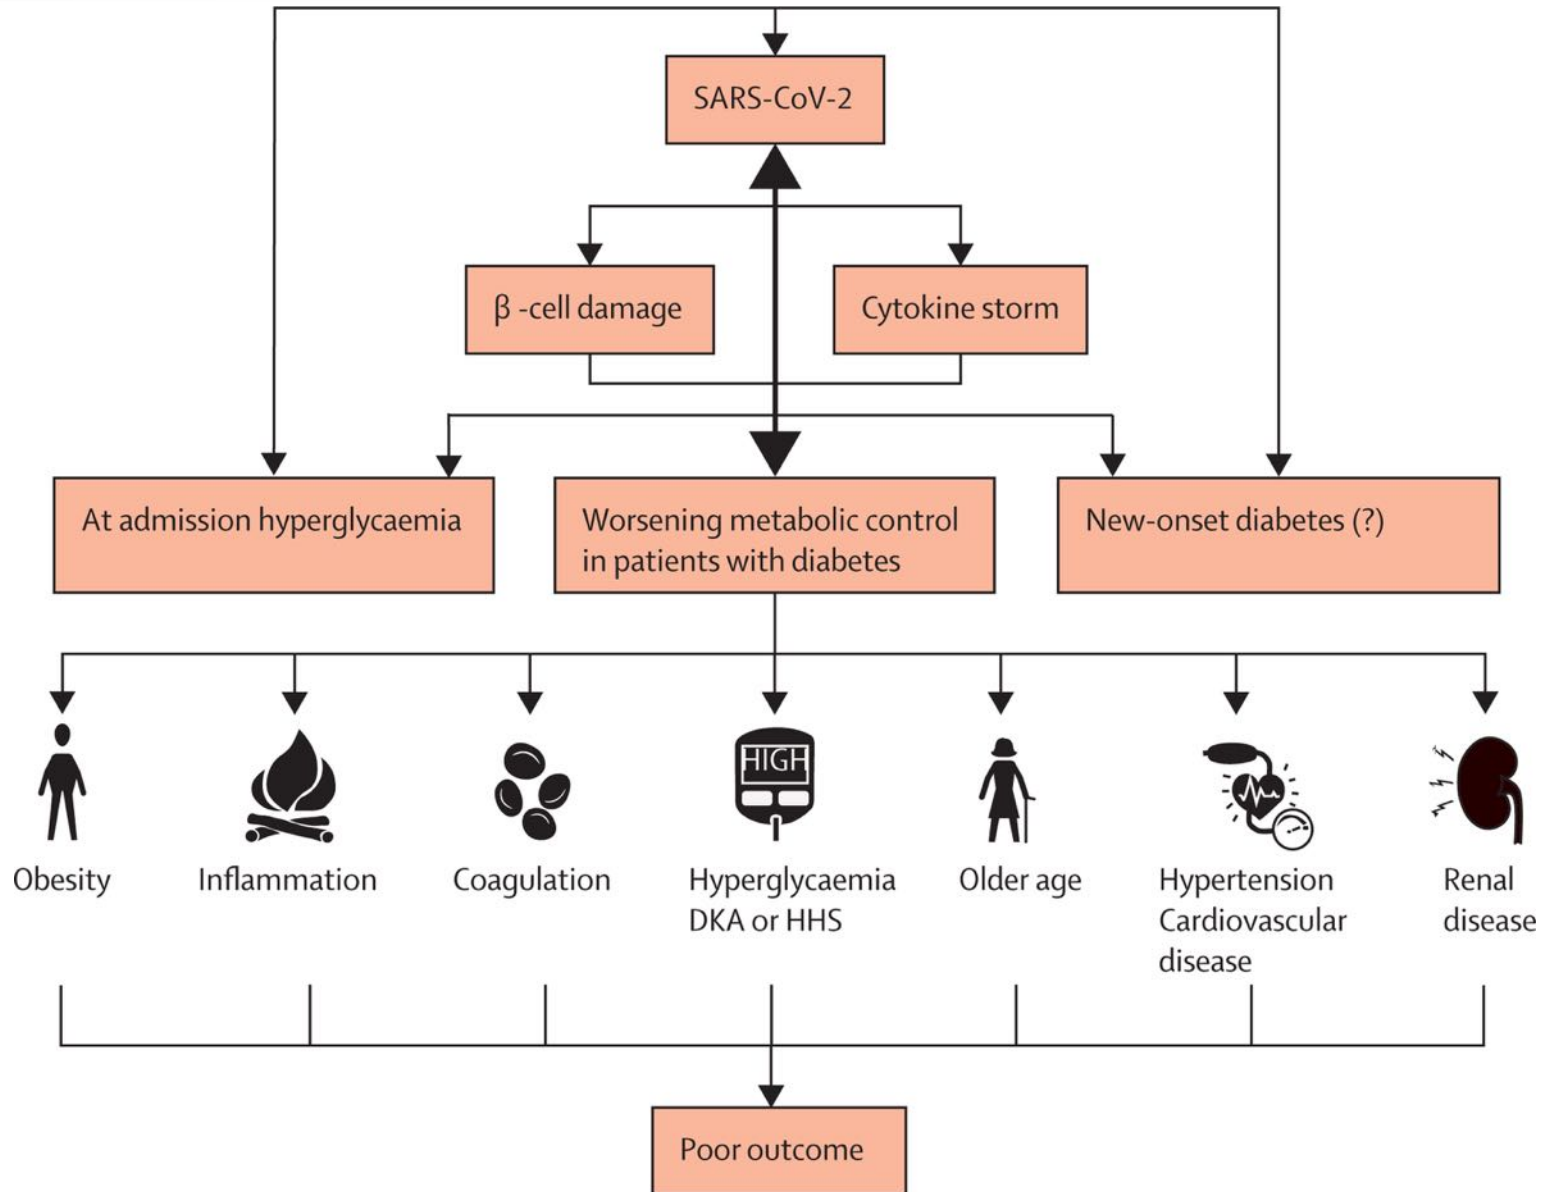 SARS-CoV-2
β -cell damage
Cytokine storm
At admission hyperglycaemia
Worsening metabolic control
in patients with diabetes
New-onset diabetes (?)
HIGH
Obesity
Inflammation
Coagulation
Hyperglycaemia
DKA or HHS
Older age
Hypertension
Cardiovascular
disease
Renal
disease
Poor outcome